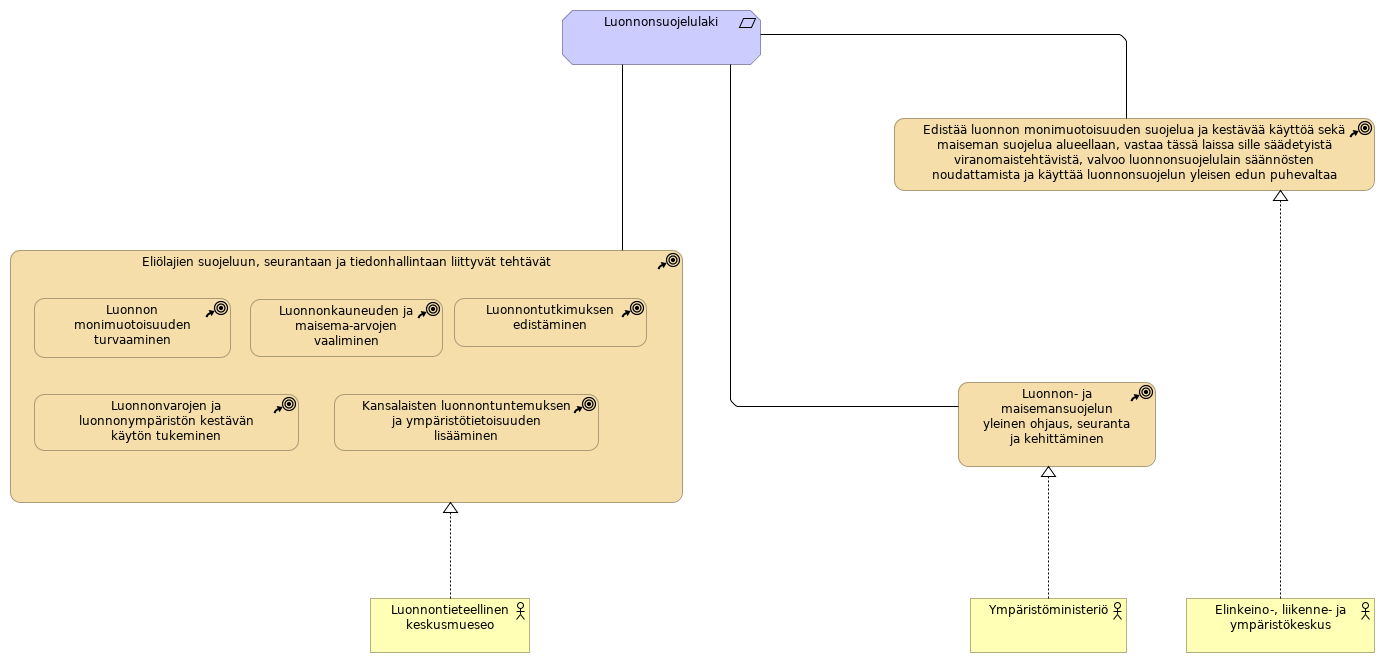 Luonnonsuojelulaki
Edistää luonnon monimuotoisuuden suojelua ja kestävää käyttöä sekä
maiseman suojelua alueellaan, vastaa tässä laissa sille säädetyistä
viranomaistehtävistä, valvoo luonnonsuojelulain säännösten
noudattamista ja käyttää luonnonsuojelun yleisen edun puhevaltaa
Eliölajien suojeluun, seurantaan ja tiedonhallintaan liittyvät tehtävät
Luonnon
monimuotoisuuden
turvaaminen
Luonnonkauneuden ja
maisema-arvojen
vaaliminen
Luonnontutkimuksen
edistäminen
Luonnonvarojen ja
luonnonympäristön kestävän
käytön tukeminen
Kansalaisten luonnontuntemuksen
ja ympäristötietoisuuden
lisääminen
Luonnon- ja
maisemansuojelun
yleinen ohjaus, seuranta
ja kehittäminen
Luonnontieteellinen
keskusmueseo
Ympäristöministeriö
Elinkeino-, liikenne- ja
ympäristökeskus